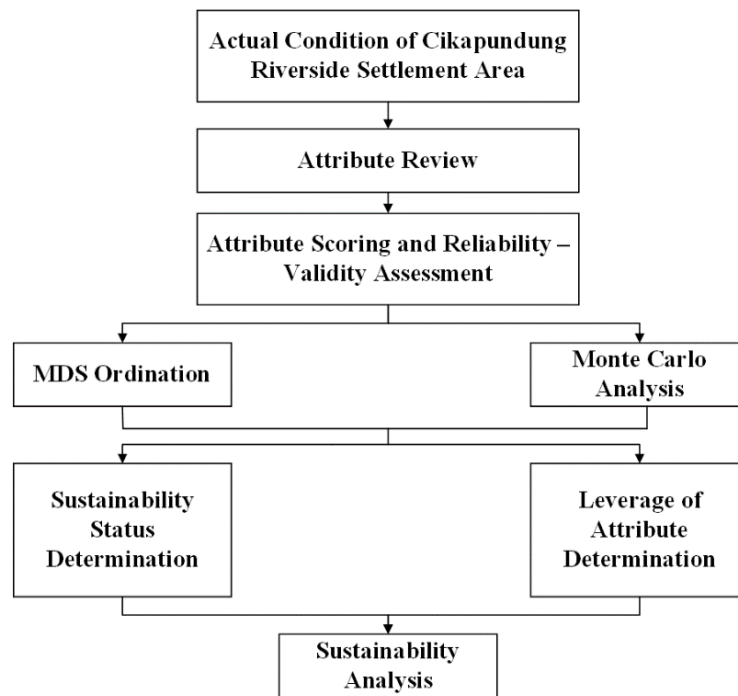 Actual Condition of Cikapundung
Riverside Settlement Area
Attribute Review
Attribute Scoring and Reliability –
Validity Assessment
MDS Ordination
Monte Carlo
Analysis
Sustainability
Status
Determination
Leverage of
Attribute
Determination
Sustainability
Analysis